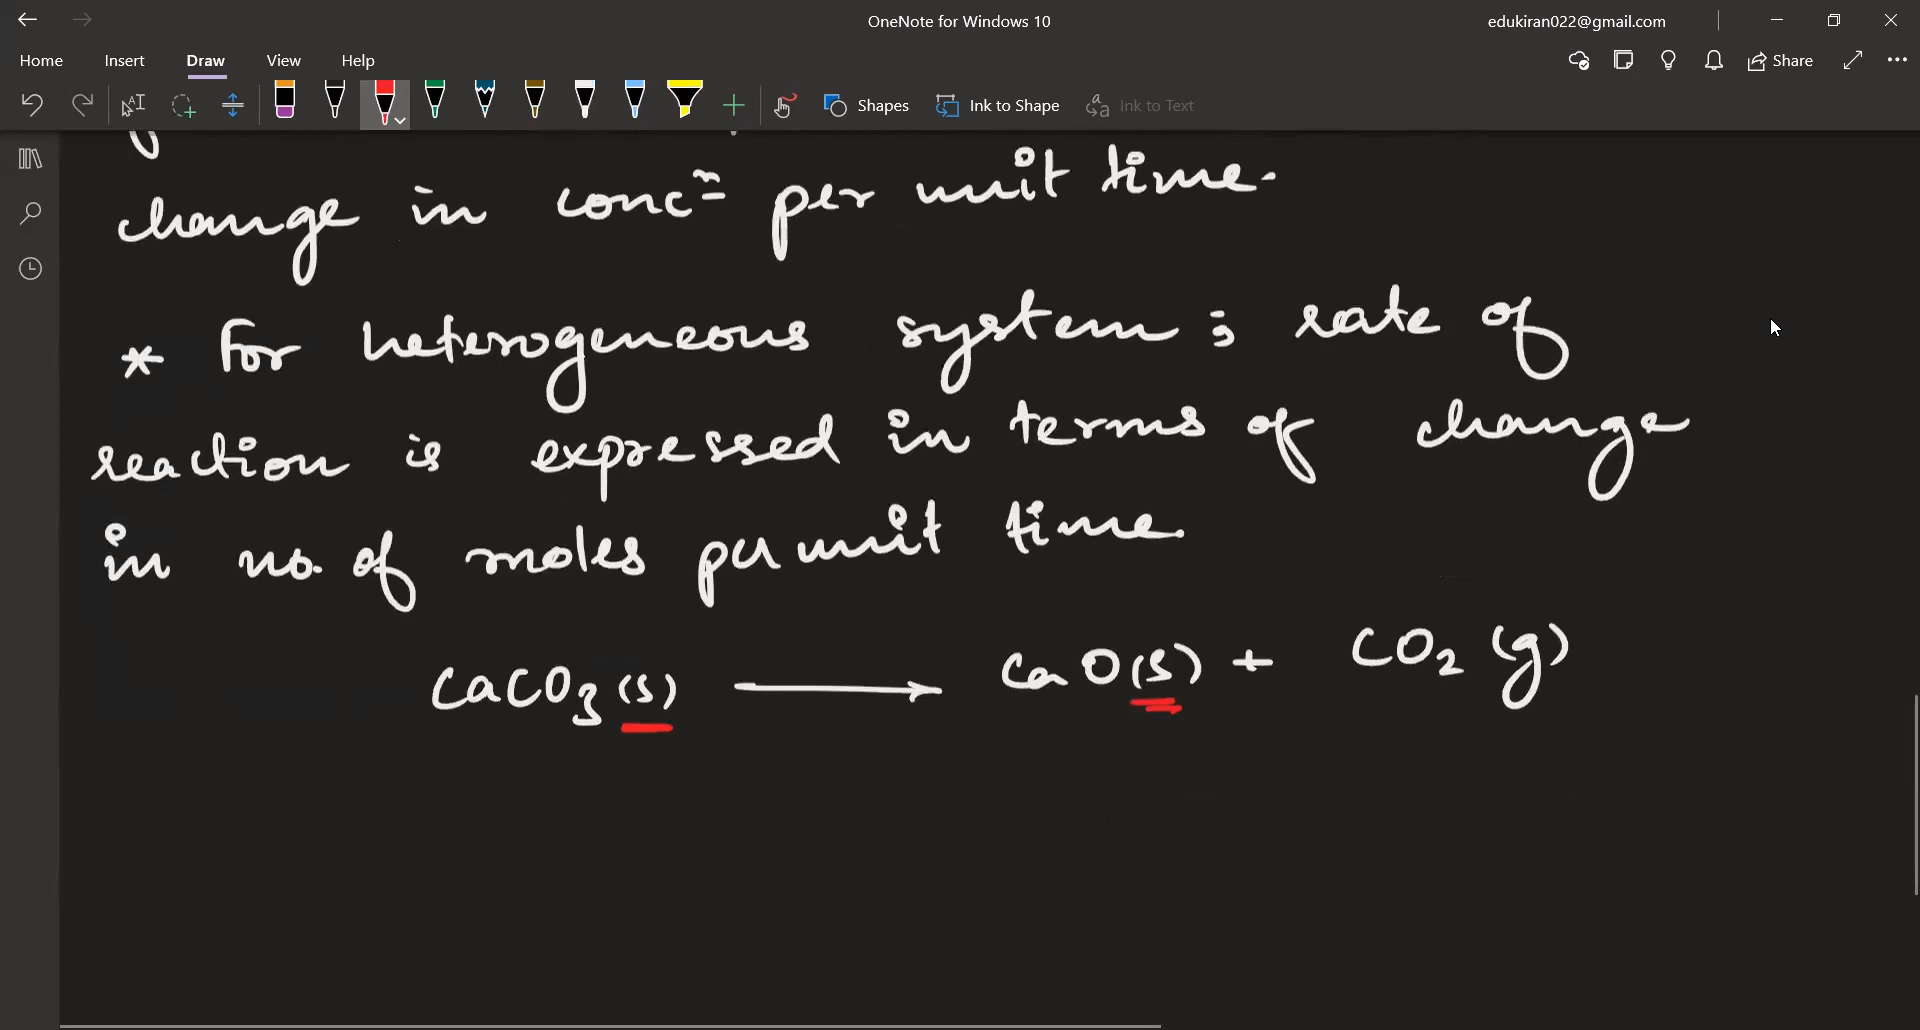 OneNote for Windows 10
edukiran022@gmail.com
Home Insert Draw View Help
Share
Shapes Ink to Shape Ink to Text
change in concⁿ per unit time.
* For heterogeneous system ; rate of
reaction is expressed in terms of change
in no. of moles per unit time.
CaCO₃ (s) ⟶ CaO(s) + CO₂ (g)